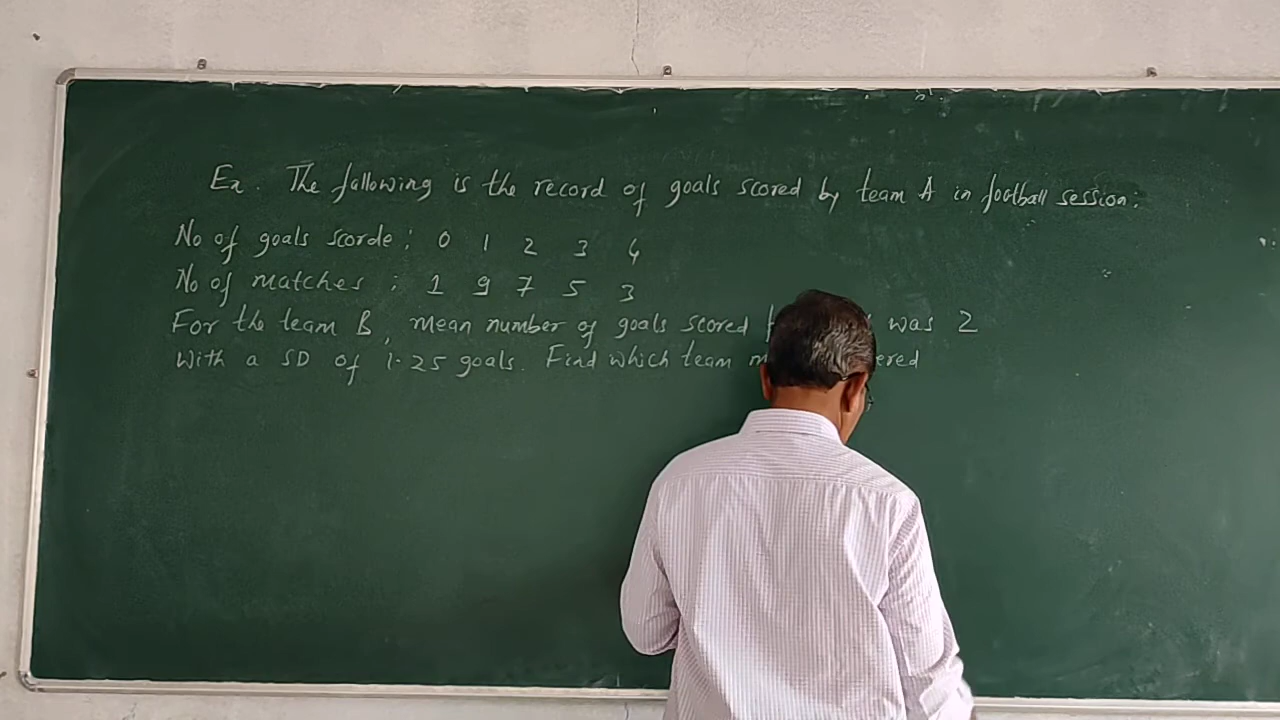 Ex. The fallowing is the record of goals scored by team A in football session:
No of goals scorde : 0 1 2 3 4
No of matches : 1 9 7 5 3
For the team B, mean number of goals scored was 2
With a SD of 1.25 goals. Find which team